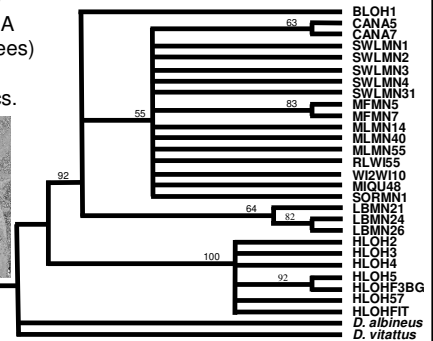 A
ees)
s.
BLOH1
63
CANA5
CANA7
SWLMN1
SWLMN2
SWLMN3
SWLMN4
SWLMN31
55
83
MFMN5
MFMN7
MLMN14
MLMN40
MLMN55
RLWI55
92
WI2WI10
MIQU48
SORMN1
64
LBMN21
82
LBMN24
LBMN26
HLOH2
HLOH3
100
HLOH4
92
HLOH5
HLOHF3BG
HLOH57
HLOHFIT
D. albineus
D. vitattus